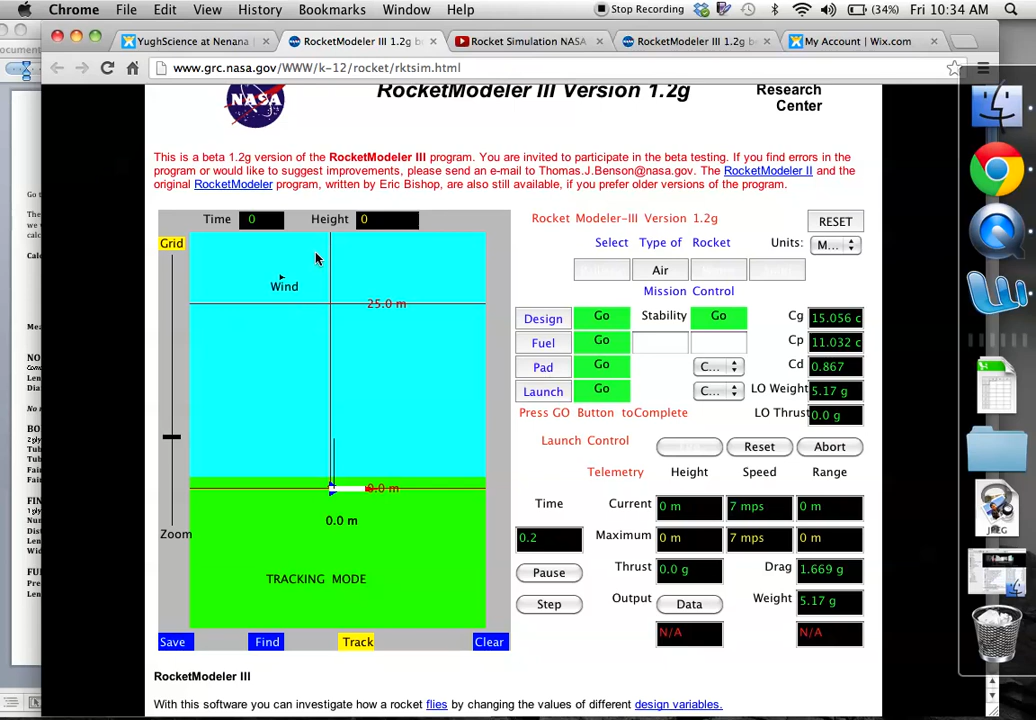 Chrome File Edit View History Bookmarks Window Help Stop Recording (34%) Fri 10:34 AM
YughScience at Nenana RocketModeler III 1.2g b Rocket Simulation NASA RocketModeler III 1.2g b My Account | Wix.com
www.grc.nasa.gov/WWW/k-12/rocket/rktsim.html
NASA
RocketModeler III Version 1.2g
Research
Center
This is a beta 1.2g version of the RocketModeler III program. You are invited to participate in the beta testing. If you find errors in the
program or would like to suggest improvements, please send an e-mail to Thomas.J.Benson@nasa.gov. The RocketModeler II and the
original RocketModeler program, written by Eric Bishop, are also still available, if you prefer older versions of the program.
Time 0 Height 0
Grid
Wind
25.0 m
0.0 m
0.0 m
TRACKING MODE
Zoom
Save Find Track Clear
Rocket Modeler-III Version 1.2g RESET
Select Type of Rocket Units: M...
Air
Mission Control
Design Go Stability Go Cg 15.056 c
Fuel Go Cp 11.032 c
Pad Go C... Cd 0.867
Launch Go C... LO Weight 5.17 g
Press GO Button toComplete LO Thrust 0.0 g
Launch Control Reset Abort
Telemetry Height Speed Range
Time Current 0 m 7 mps 0 m
0.2 Maximum 0 m 7 mps 0 m
Pause Thrust 0.0 g Drag 1.669 g
Step Output Data Weight 5.17 g
N/A N/A
RocketModeler III
With this software you can investigate how a rocket flies by changing the values of different design variables.
JPEG